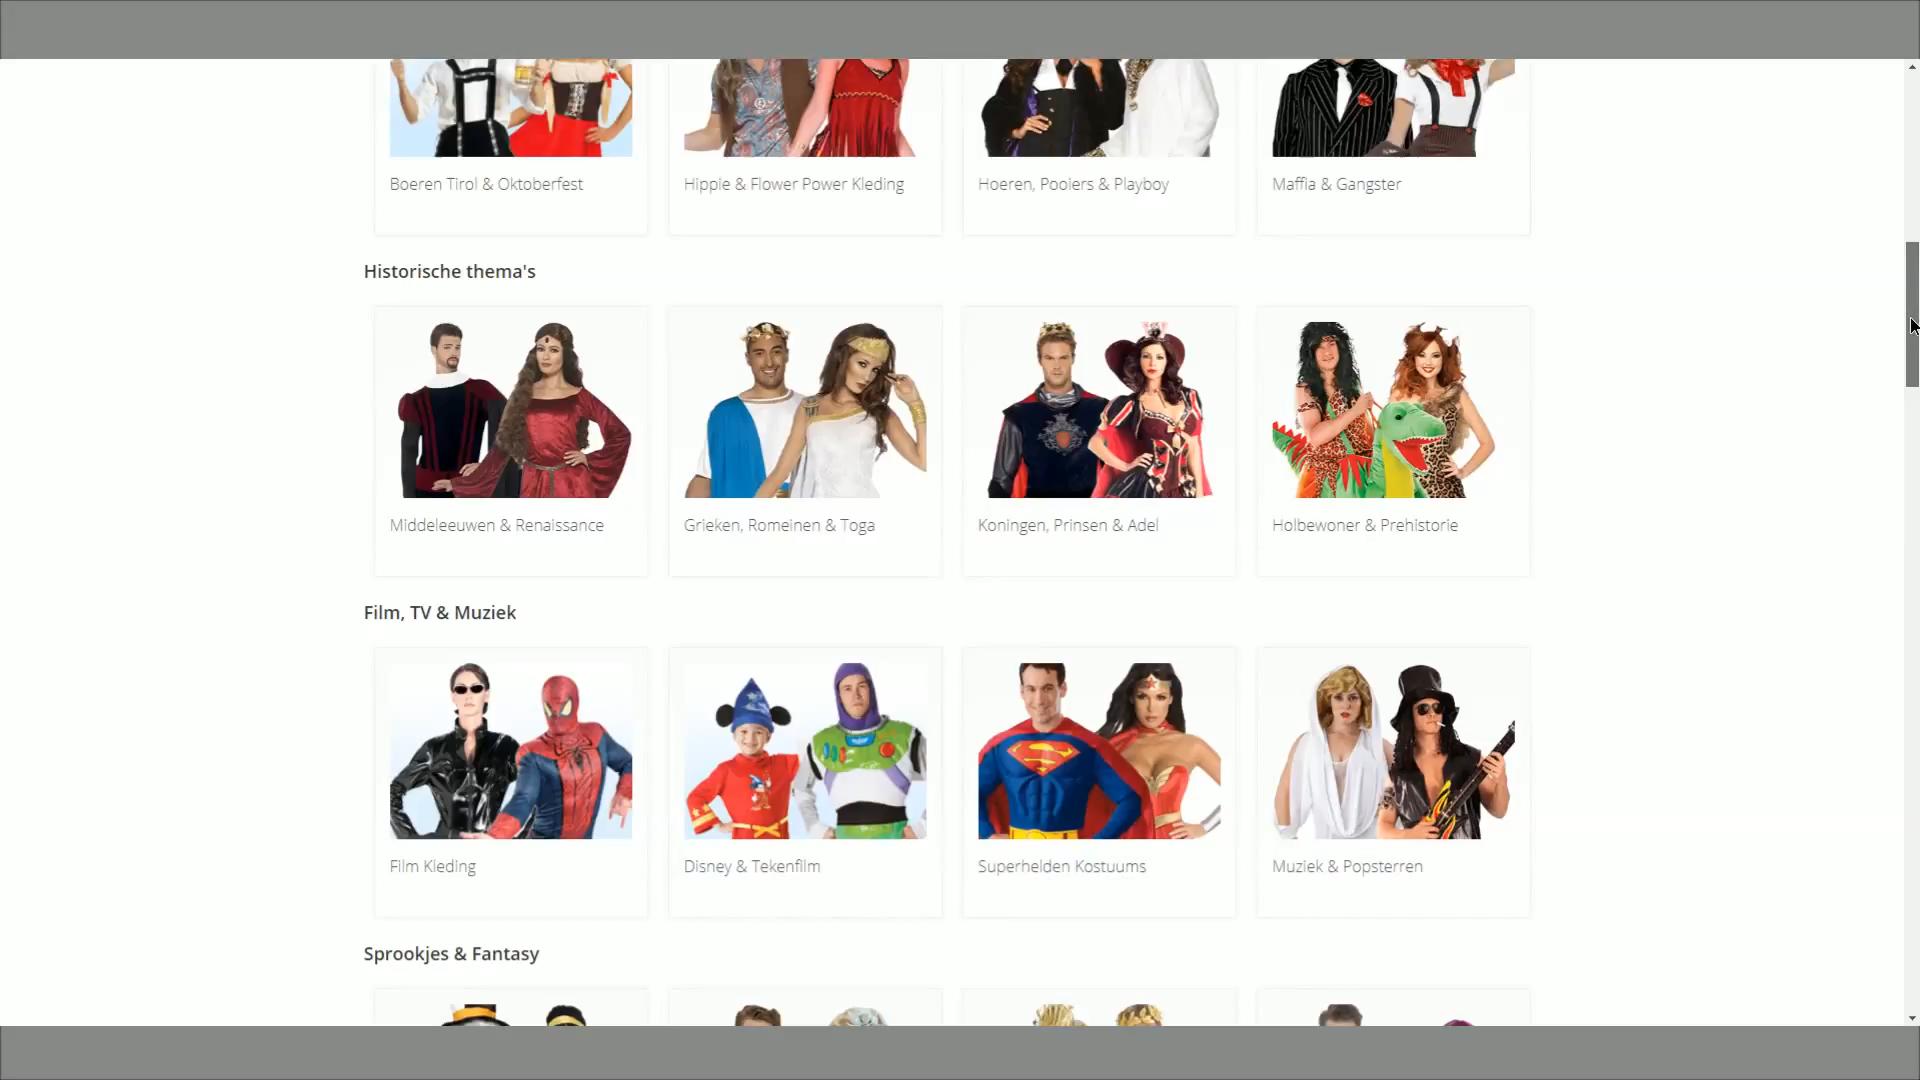 Boeren Tirol & Oktoberfest
Hippie & Flower Power Kleding
Hoeren, Pooiers & Playboy
Maffia & Gangster
Historische thema's
Middeleeuwen & Renaissance
Grieken, Romeinen & Toga
Koningen, Prinsen & Adel
Holbewoner & Prehistorie
Film, TV & Muziek
Film Kleding
Disney & Tekenfilm
Superhelden Kostuums
Muziek & Popsterren
Sprookjes & Fantasy